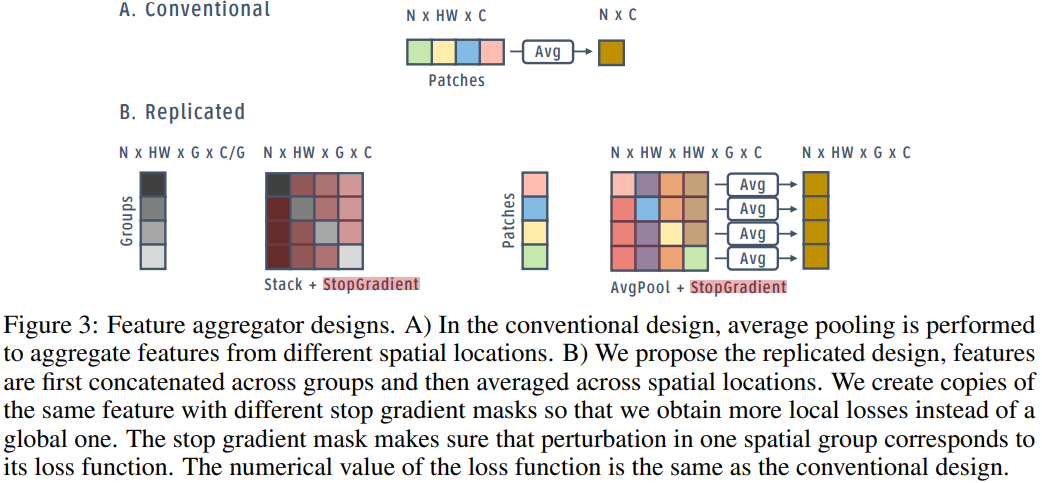 A. Conventional
N x HW x C
N x C
Avg
Patches
B. Replicated
N x HW x G x C/G
N x HW x G x C
N x HW x HW x G x C
N x HW x G x C
Groups
Patches
Avg
Avg
Avg
Avg
Stack + StopGradient
AvgPool + StopGradient
Figure 3: Feature aggregator designs. A) In the conventional design, average pooling is performed
to aggregate features from different spatial locations. B) We propose the replicated design, features
are first concatenated across groups and then averaged across spatial locations. We create copies of
the same feature with different stop gradient masks so that we obtain more local losses instead of a
global one. The stop gradient mask makes sure that perturbation in one spatial group corresponds to
its loss function. The numerical value of the loss function is the same as the conventional design.